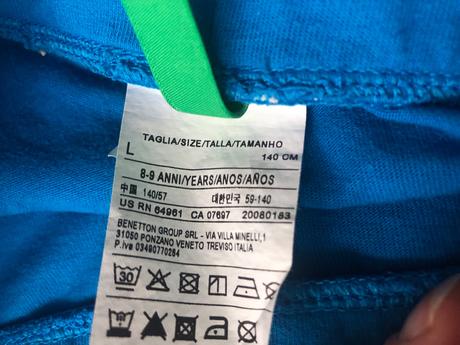 TAGLIA/SIZE/TALLA/TAMANHO
L 140 CM
8-9 ANNI/YEARS/ANOS/AÑOS
中国 140/57 대한민국 59-140
US RN 64961 CA 07697 20080183
BENETTON GROUP SRL - VIA VILLA MINELLI,1
31050 PONZANO VENETO TREVISO ITALIA
P.iva 03490770264
30